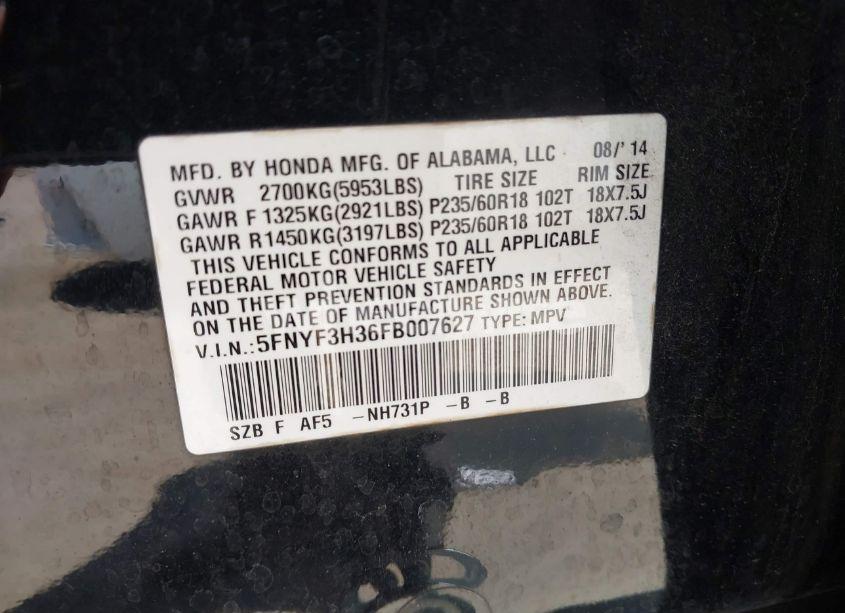 MFD. BY HONDA MFG. OF ALABAMA, LLC 08/' 14
GVWR 2700KG(5953LBS) TIRE SIZE RIM SIZE
GAWR F 1325KG(2921LBS) P235/60R18 102T 18X7.5J
GAWR R1450KG(3197LBS) P235/60R18 102T 18X7.5J
THIS VEHICLE CONFORMS TO ALL APPLICABLE
FEDERAL MOTOR VEHICLE SAFETY
AND THEFT PREVENTION STANDARDS IN EFFECT
ON THE DATE OF MANUFACTURE SHOWN ABOVE.
V.I.N.:5FNYF3H36FB007627 TYPE: MPV
SZB F AF5 -NH731P -B -B